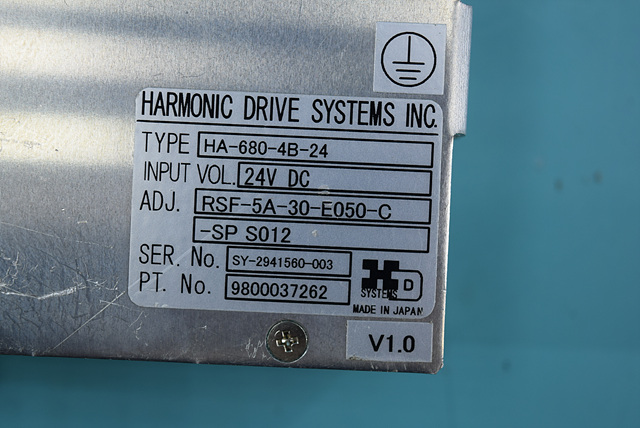 HARMONIC DRIVE SYSTEMS INC.
TYPE HA-680-4B-24
INPUT VOL. 24V DC
ADJ. RSF-5A-30-E050-C
-SP S012
SER. No. SY-2941560-003
PT. No. 9800037262
HD
SYSTEMS
MADE IN JAPAN
V1.0